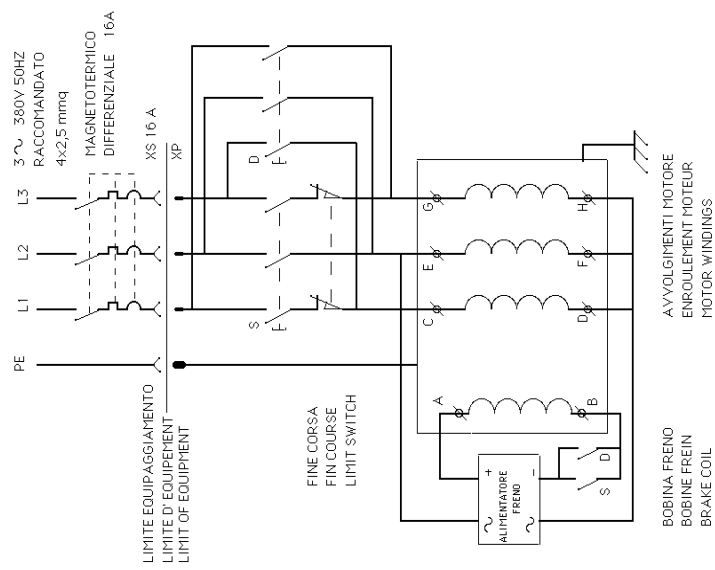 3 ~ 380V 50HZ
RACCOMANDATO
4x2,5 mmq
MAGNETOTERMICO
DIFFERENZIALE 16A
XS 16 A
XP
L3
L2
L1
PE
D
S
LIMITE EQUIPAGGIAMENTO
LIMITE D' EQUIPEMENT
LIMIT OF EQUIPMENT
FINE CORSA
FIN COURSE
LIMIT SWITCH
G
H
E
F
C
D
A
B
+
-
~
~
ALIMENTATORE
FRENO
S
D
AVVOLGIMENTI MOTORE
ENROULEMENT MOTEUR
MOTOR WINDINGS
BOBINA FRENO
BOBINE FREIN
BRAKE COIL